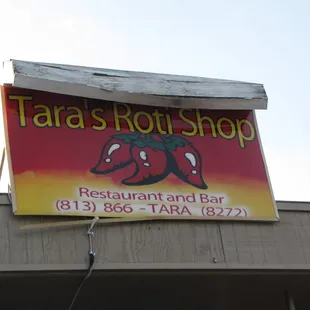 Tara's Roti Shop
Restaurant and Bar
(813) 866 - TARA (8272)